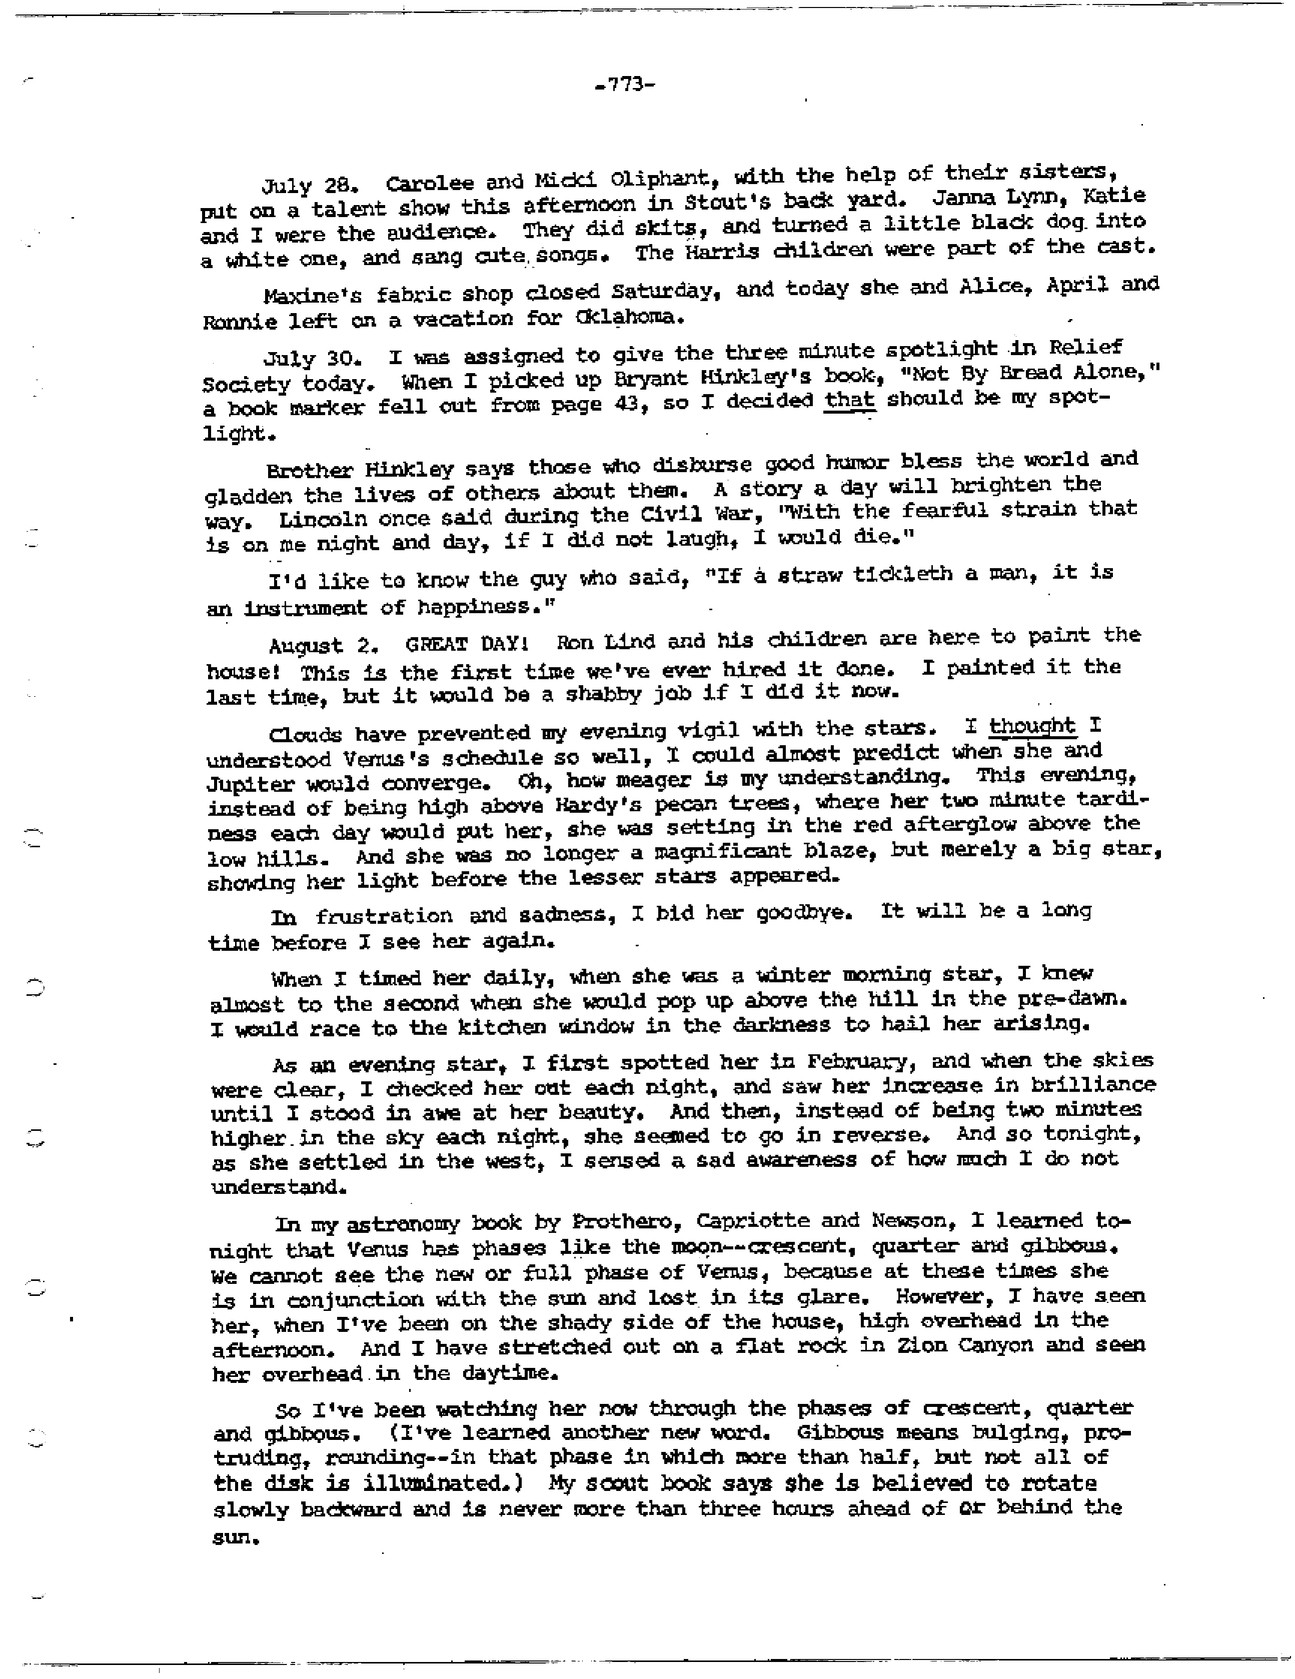 -773-
July 28. Carolee and Micki Oliphant, with the help of their sisters,
put on a talent show this afternoon in Stout's back yard. Janna Lynn, Katie
and I were the audience. They did skits, and turned a little black dog into
a white one, and sang cute songs. The Harris children were part of the cast.
Maxine's fabric shop closed Saturday, and today she and Alice, April and
Ronnie left on a vacation for Oklahoma.
July 30. I was assigned to give the three minute spotlight in Relief
Society today. When I picked up Bryant Hinkley's book, "Not By Bread Alone,"
a book marker fell out from page 43, so I decided that should be my spot-
light.
Brother Hinkley says those who disburse good humor bless the world and
gladden the lives of others about them. A story a day will brighten the
way. Lincoln once said during the Civil War, "With the fearful strain that
is on me night and day, if I did not laugh, I would die."
I'd like to know the guy who said, "If a straw tickleth a man, it is
an instrument of happiness."
August 2. GREAT DAY! Ron Lind and his children are here to paint the
house! This is the first time we've ever hired it done. I painted it the
last time, but it would be a shabby job if I did it now.
Clouds have prevented my evening vigil with the stars. I thought I
understood Venus's schedule so well, I could almost predict when she and
Jupiter would converge. Oh, how meager is my understanding. This evening,
instead of being high above Hardy's pecan trees, where her two minute tardi-
ness each day would put her, she was setting in the red afterglow above the
low hills. And she was no longer a magnificant blaze, but merely a big star,
showing her light before the lesser stars appeared.
In frustration and sadness, I bid her goodbye. It will be a long
time before I see her again.
When I timed her daily, when she was a winter morning star, I knew
almost to the second when she would pop up above the hill in the pre-dawn.
I would race to the kitchen window in the darkness to hail her arising.
As an evening star, I first spotted her in February, and when the skies
were clear, I checked her out each night, and saw her increase in brilliance
until I stood in awe at her beauty. And then, instead of being two minutes
higher in the sky each night, she seemed to go in reverse. And so tonight,
as she settled in the west, I sensed a sad awareness of how much I do not
understand.
In my astronomy book by Prothero, Capriotte and Newson, I learned to-
night that Venus has phases like the moon--crescent, quarter and gibbous.
We cannot see the new or full phase of Venus, because at these times she
is in conjunction with the sun and lost in its glare. However, I have seen
her, when I've been on the shady side of the house, high overhead in the
afternoon. And I have stretched out on a flat rock in Zion Canyon and seen
her overhead in the daytime.
So I've been watching her now through the phases of crescent, quarter
and gibbous. (I've learned another new word. Gibbous means bulging, pro-
truding, rounding--in that phase in which more than half, but not all of
the disk is illuminated.) My scout book says she is believed to rotate
slowly backward and is never more than three hours ahead of or behind the
sun.